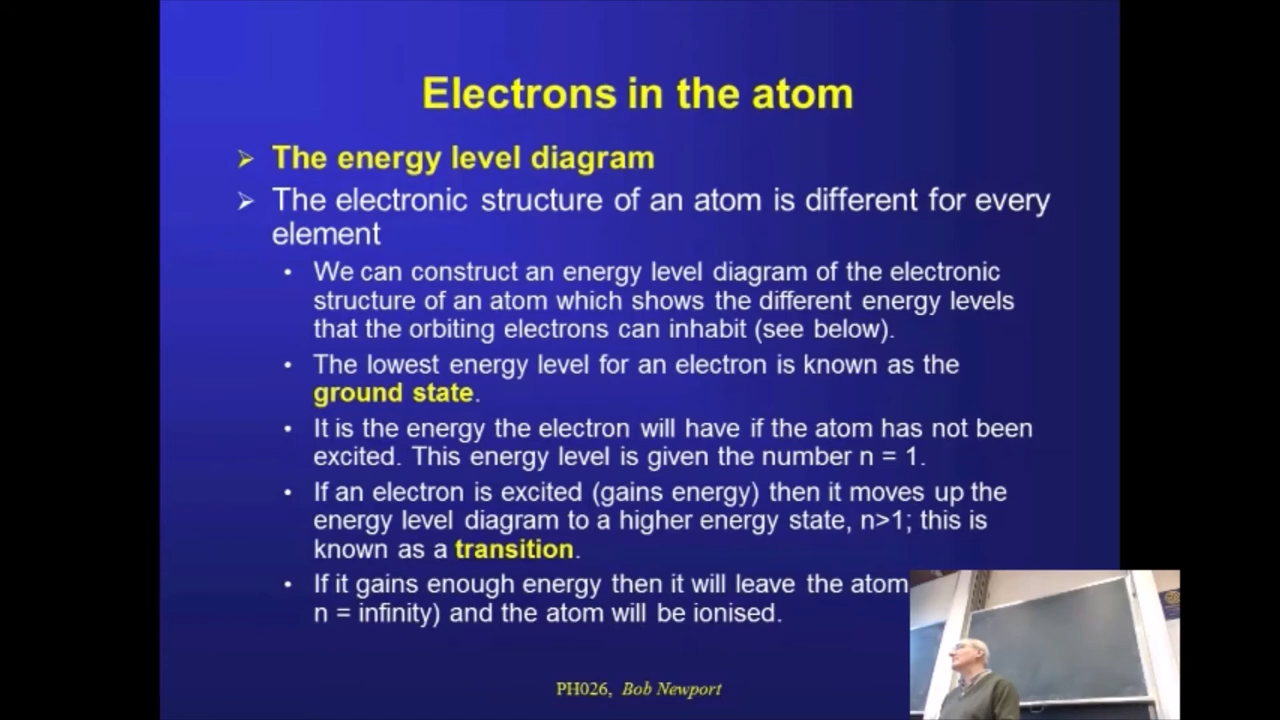 Electrons in the atom
The energy level diagram
The electronic structure of an atom is different for every
element
We can construct an energy level diagram of the electronic
structure of an atom which shows the different energy levels
that the orbiting electrons can inhabit (see below).
The lowest energy level for an electron is known as the
ground state.
It is the energy the electron will have if the atom has not been
excited. This energy level is given the number n = 1.
If an electron is excited (gains energy) then it moves up the
energy level diagram to a higher energy state, n>1; this is
known as a transition.
If it gains enough energy then it will leave the atom
n = infinity) and the atom will be ionised.
PH026, Bob Newport